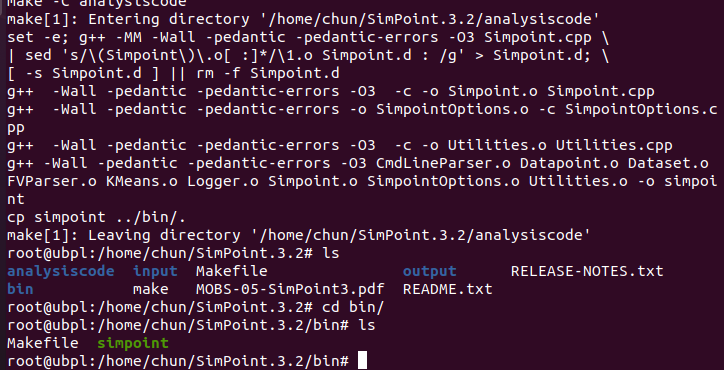 make -C analysiscode
make[1]: Entering directory '/home/chun/SimPoint.3.2/analysiscode'
set -e; g++ -MM -Wall -pedantic -pedantic-errors -O3 Simpoint.cpp \
| sed 's/\(Simpoint\)\.o[ :]*/\1.o Simpoint.d : /g' > Simpoint.d; \
[ -s Simpoint.d ] || rm -f Simpoint.d
g++  -Wall -pedantic -pedantic-errors -O3  -c -o Simpoint.o Simpoint.cpp
g++ -Wall -pedantic -pedantic-errors -o SimpointOptions.o -c SimpointOptions.c
pp
g++  -Wall -pedantic -pedantic-errors -O3  -c -o Utilities.o Utilities.cpp
g++ -Wall -pedantic -pedantic-errors -O3 CmdLineParser.o Datapoint.o Dataset.o
FVParser.o KMeans.o Logger.o Simpoint.o SimpointOptions.o Utilities.o -o simpoi
nt
cp simpoint ../bin/.
make[1]: Leaving directory '/home/chun/SimPoint.3.2/analysiscode'
root@ubpl:/home/chun/SimPoint.3.2# ls
analysiscode  input  Makefile                output      RELEASE-NOTES.txt
bin           make   MOBS-05-SimPoint3.pdf  README.txt
root@ubpl:/home/chun/SimPoint.3.2# cd bin/
root@ubpl:/home/chun/SimPoint.3.2/bin# ls
Makefile  simpoint
root@ubpl:/home/chun/SimPoint.3.2/bin#